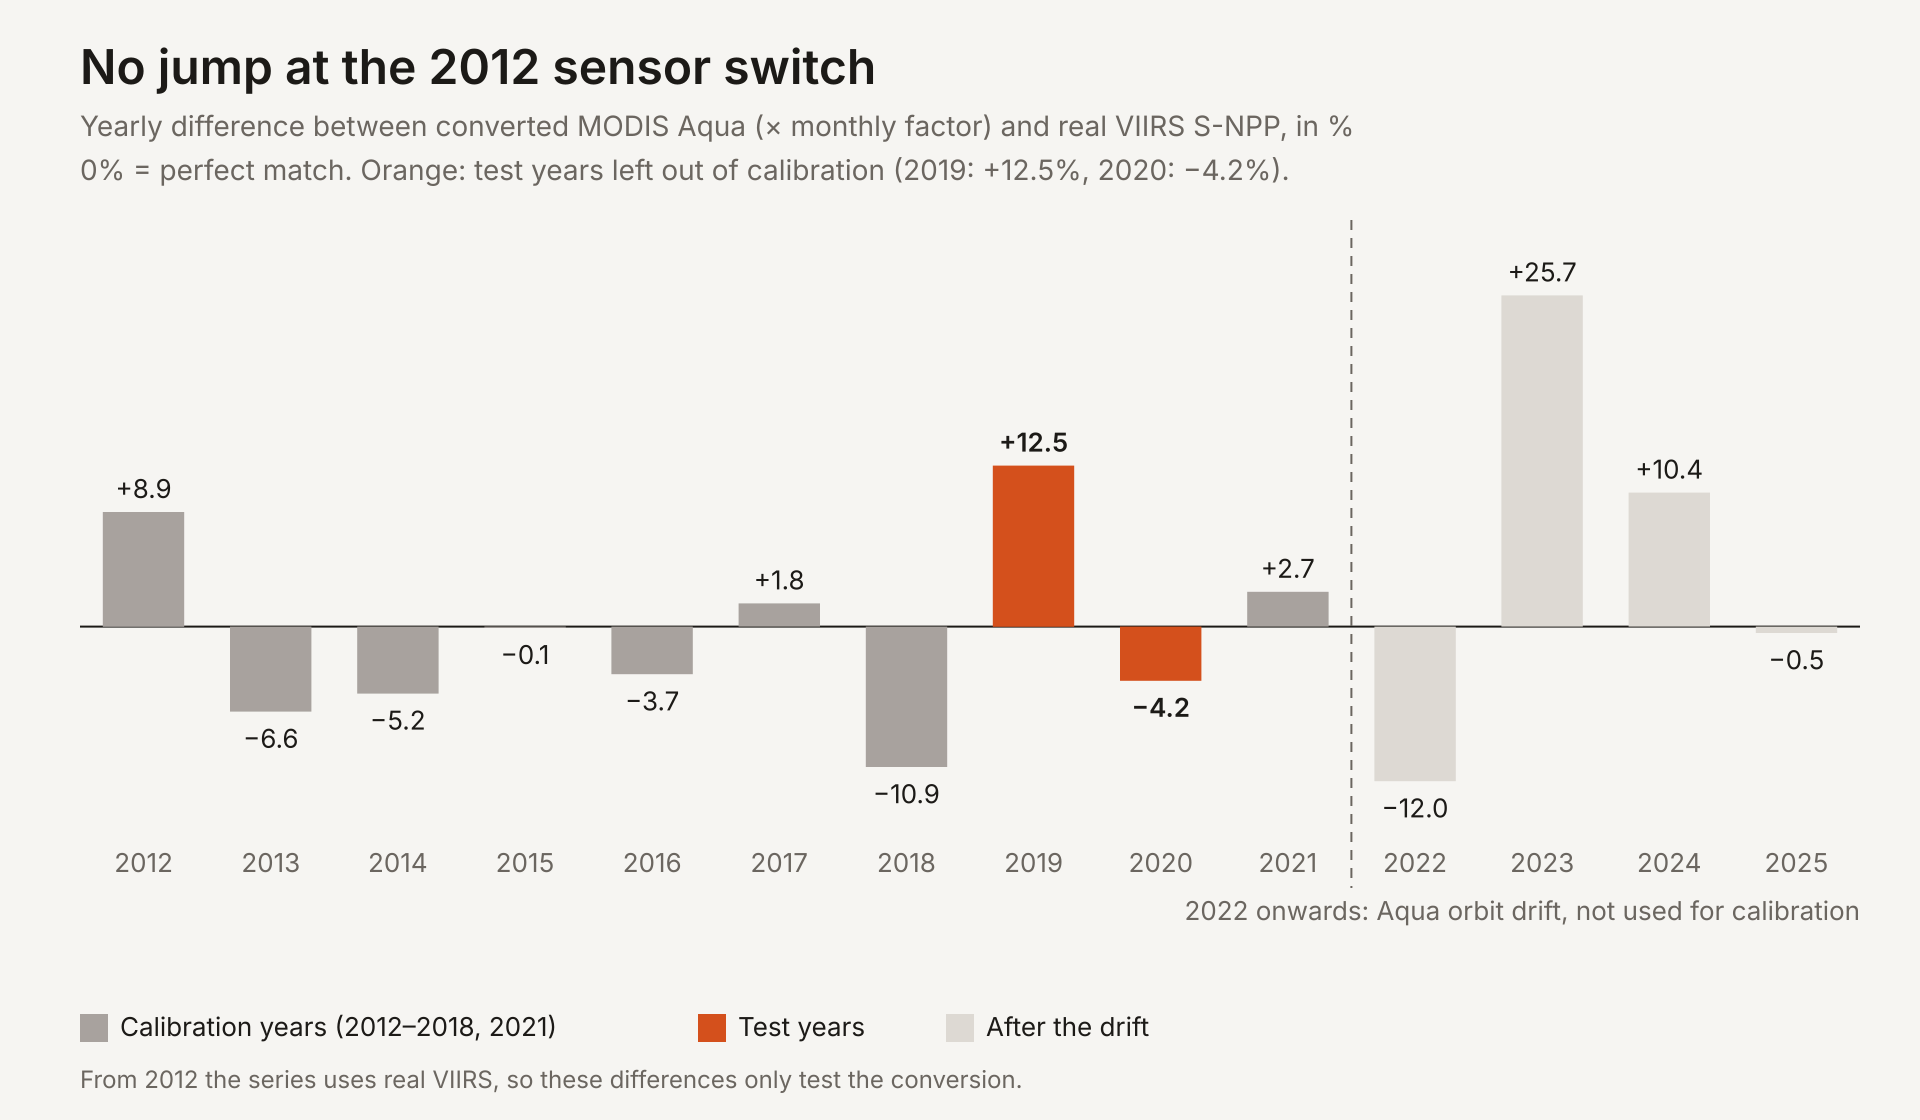 No jump at the 2012 sensor switch
Yearly difference between converted MODIS Aqua (× monthly factor) and real VIIRS S-NPP, in %
0% = perfect match. Orange: test years left out of calibration (2019: +12.5%, 2020: −4.2%).
+25.7
+12.5
+10.4
+8.9
+2.7
+1.8
−0.1
−0.5
−3.7
−4.2
−5.2
−6.6
−10.9
−12.0
2012 2013 2014 2015 2016 2017 2018 2019 2020 2021 2022 2023 2024 2025
2022 onwards: Aqua orbit drift, not used for calibration
Calibration years (2012–2018, 2021) Test years After the drift
From 2012 the series uses real VIIRS, so these differences only test the conversion.